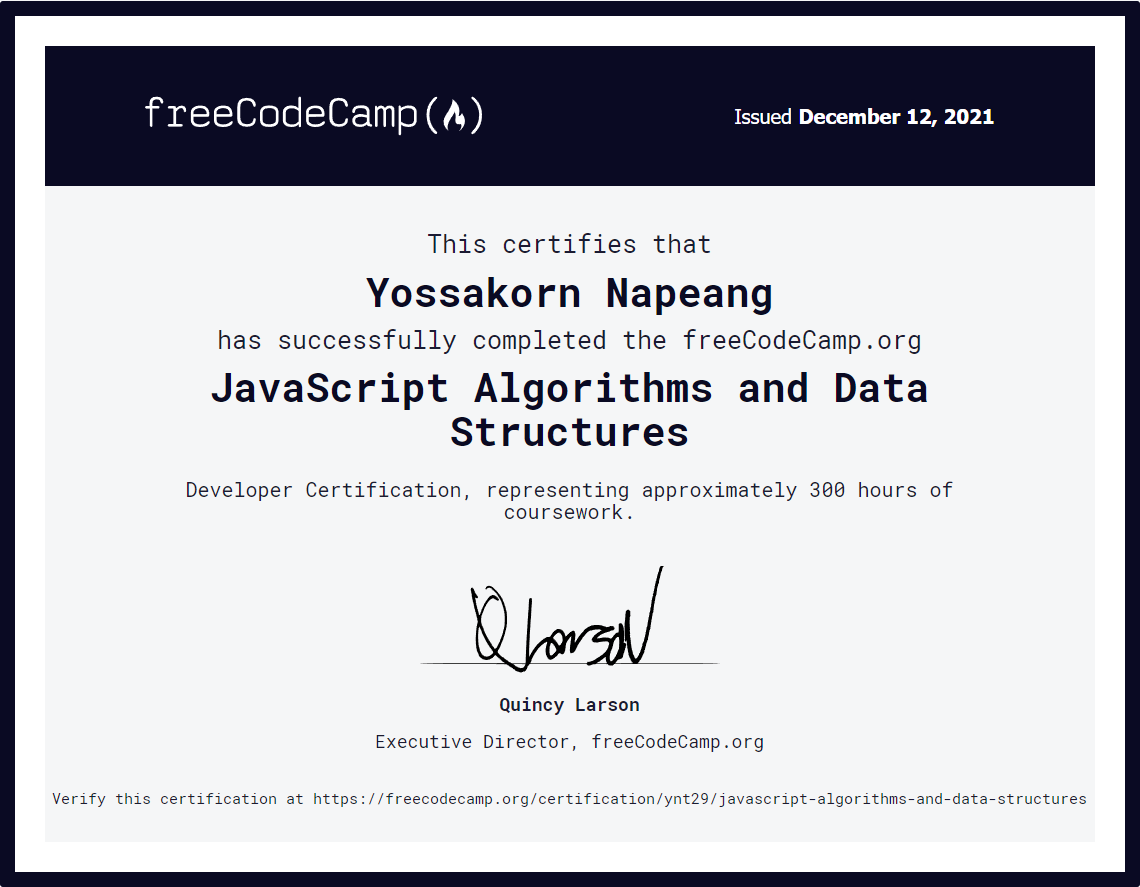 freeCodeCamp(🔥)
Issued December 12, 2021
This certifies that
Yossakorn Napeang
has successfully completed the freeCodeCamp.org
JavaScript Algorithms and Data
Structures
Developer Certification, representing approximately 300 hours of
coursework.
Q Larson
Quincy Larson
Executive Director, freeCodeCamp.org
Verify this certification at https://freecodecamp.org/certification/ynt29/javascript-algorithms-and-data-structures